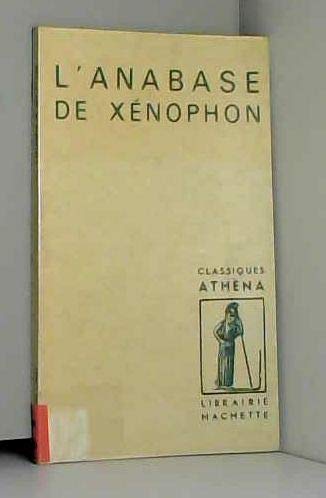 L'ANABASE
DE XÉNOPHON
CLASSIQUES
ATHÉNA
LIBRAIRIE
HACHETTE